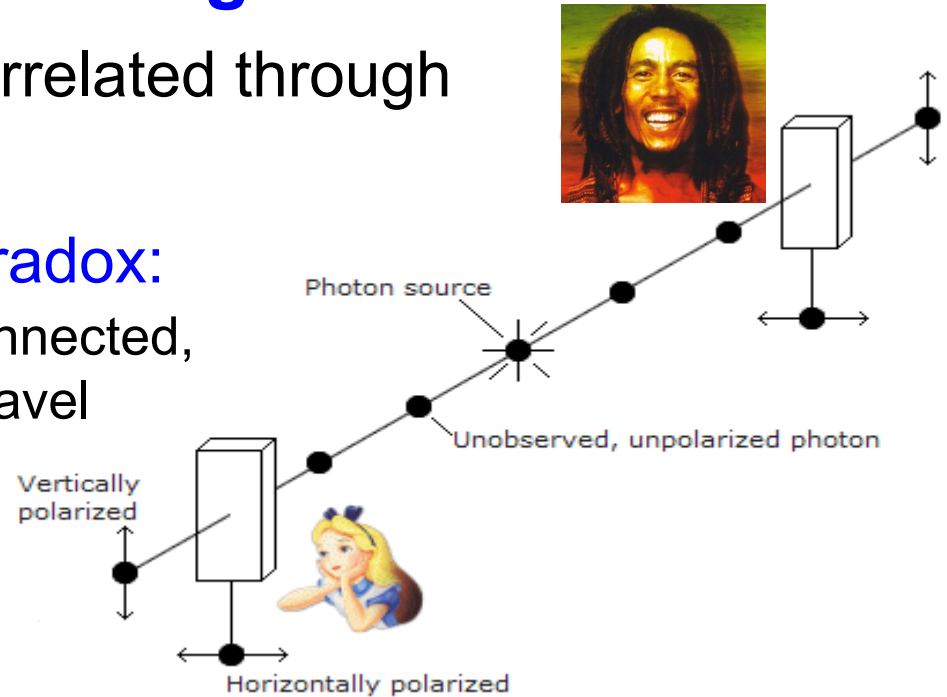 rrelated through
radox:
nnected,
avel
Photon source
Unobserved, unpolarized photon
Vertically
polarized
Horizontally polarized